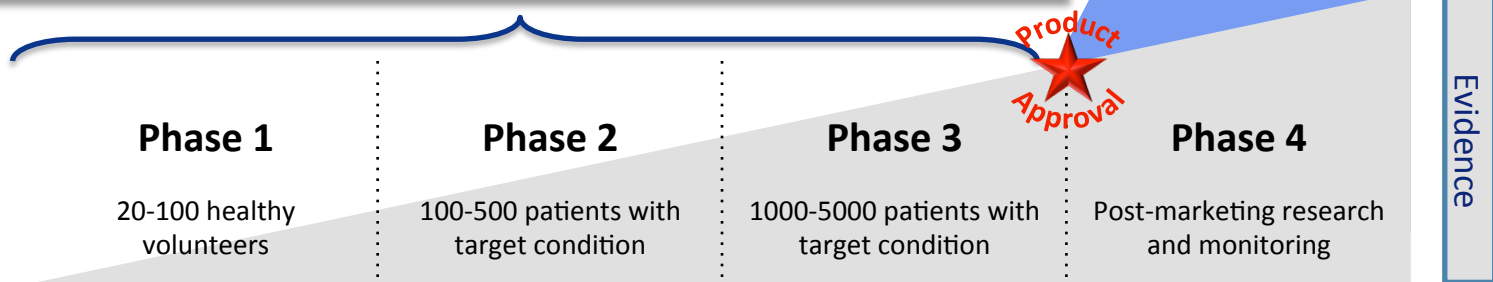 Product
Approval
Evidence
Phase 1
Phase 2
Phase 3
Phase 4
20-100 healthy
volunteers
100-500 patients with
target condition
1000-5000 patients with
target condition
Post-marketing research
and monitoring